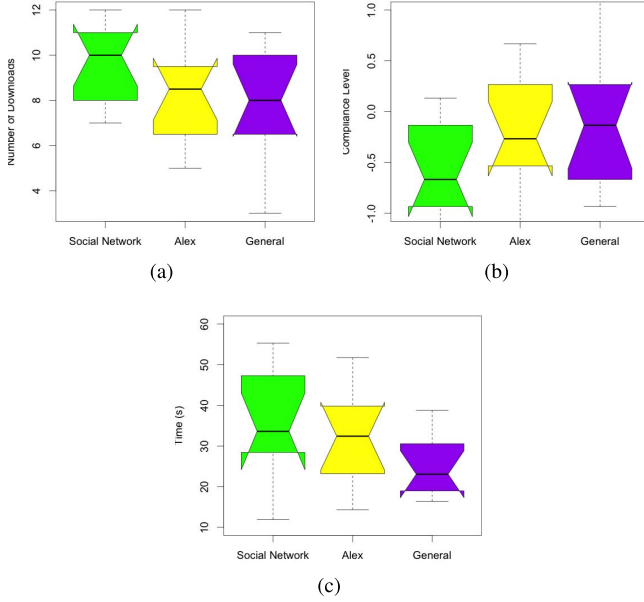 Number of Downloads
12
10
8
6
4
Social Network Alex General
(a)
Compliance Level
1.0
0.5
0.0
-0.5
-1.0
Social Network Alex General
(b)
Time (s)
60
50
40
30
20
10
Social Network Alex General
(c)